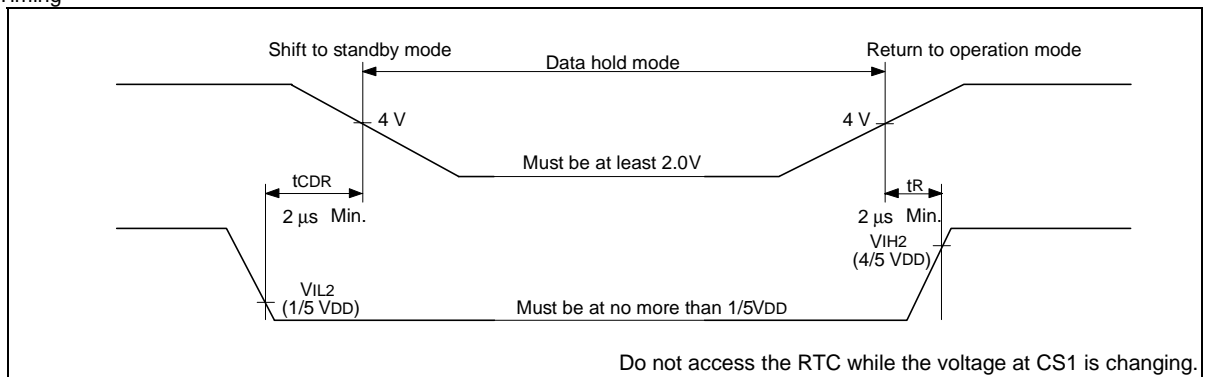 Timing
Shift to standby mode
Return to operation mode
Data hold mode
4 V
4 V
Must be at least 2.0V
tCDR
tR
2 μs Min.
2 μs Min.
VIH2
(4/5 VDD)
VIL2
(1/5 VDD)
Must be at no more than 1/5VDD
Do not access the RTC while the voltage at CS1 is changing.